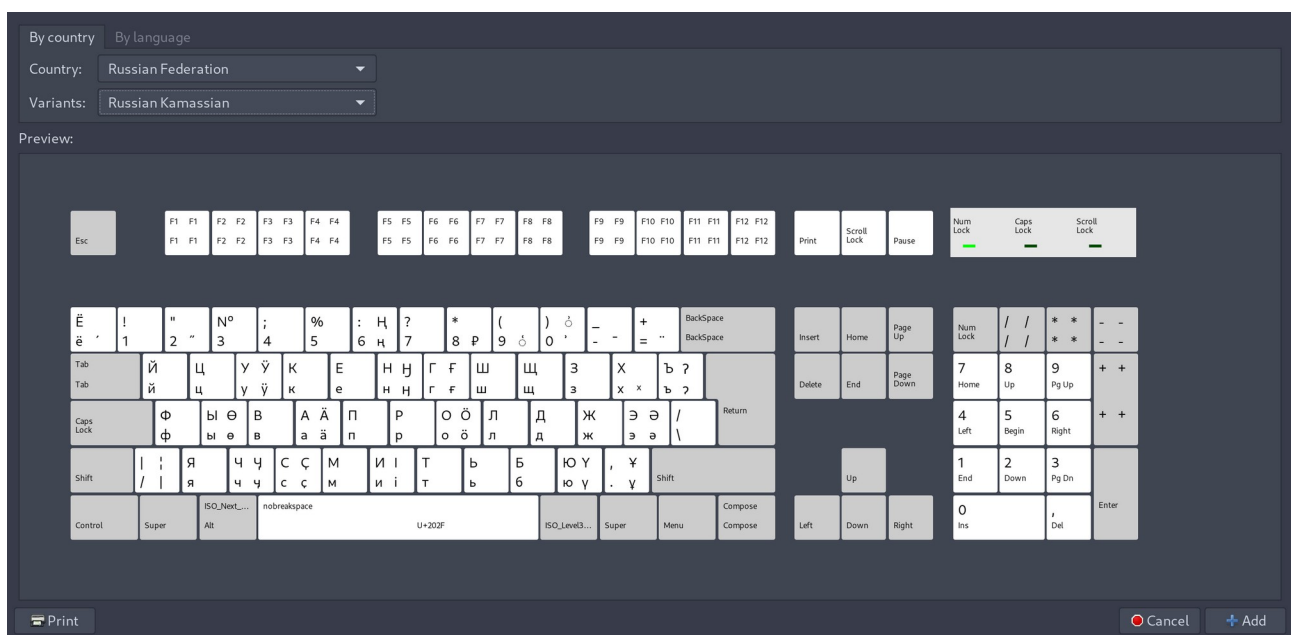 By country By language
Country: Russian Federation
Variants: Russian Kamassian
Preview:
F1 F1 F2 F2 F3 F3 F4 F4 F5 F5 F6 F6 F7 F7 F8 F8 F9 F9 F10 F10 F11 F11 F12 F12 Num Lock Caps Lock Scroll Lock
Esc F1 F1 F2 F2 F3 F3 F4 F4 F5 F5 F6 F6 F7 F7 F8 F8 F9 F9 F10 F10 F11 F11 F12 F12 Print Scroll Lock Pause
Ё ! " № ; % : Ң ? * ( ) _ + BackSpace
ё ´ 1 2 ˝ 3 4 5 6 ң 7 8 ₽ 9 0 - = ¨ BackSpace Insert Home Page Up Num Lock / / * * - -
/ / * * - -
Tab Й Ц У Ӱ К Е Н Ӈ Г Ғ Ш Щ З Х Ъ ʔ
Tab й ц у ӱ к е н ӈ г ғ ш щ з х ˣ ъ ʔ Delete End Page Down 7 Home 8 Up 9 Pg Up + +
Caps Lock Ф Ы Ө В А Ӓ П Р О Ӧ Л Д Ж Э Ә / Return
ф ы ө в а ӓ п р о ӧ л д ж э ә \ 4 Left 5 Begin 6 Right + +
Shift | ¦ Я Ч Ӌ С Ҫ М И І Т Ь Б Ю Ү , Ұ Shift
/ | я ч ӌ с ҫ м и і т ь б ю ү . ұ Up 1 End 2 Down 3 Pg Dn
Control Super ISO_Next_... Alt nobreakspace U+202F ISO_Level3... Super Menu Compose Compose Left Down Right 0 Ins , Del Enter
Print Cancel Add